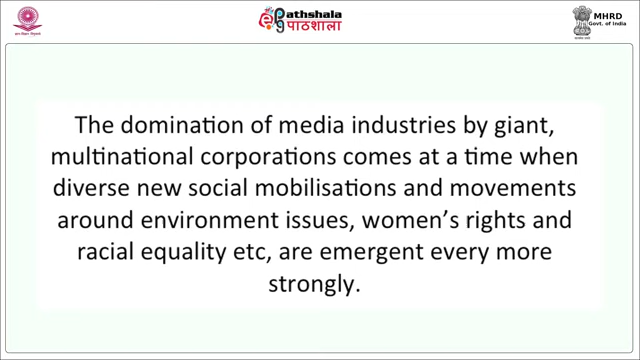 ePathshala
पाठशाला
MHRD
Govt. of India
The domination of media industries by giant,
multinational corporations comes at a time when
diverse new social mobilisations and movements
around environment issues, women's rights and
racial equality etc, are emergent every more
strongly.